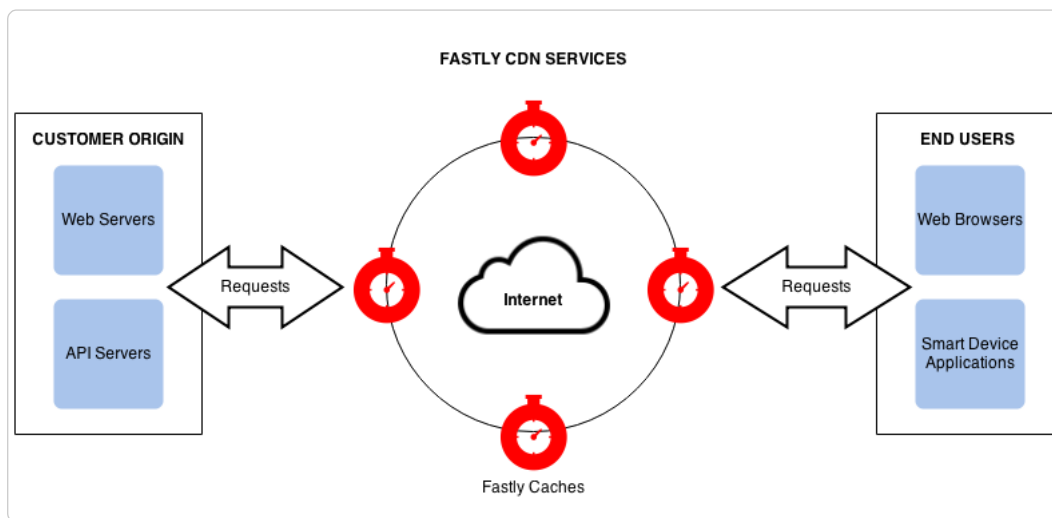 FASTLY CDN SERVICES
CUSTOMER ORIGIN
Web Servers
API Servers
Requests
Internet
Fastly Caches
Requests
END USERS
Web Browsers
Smart Device
Applications